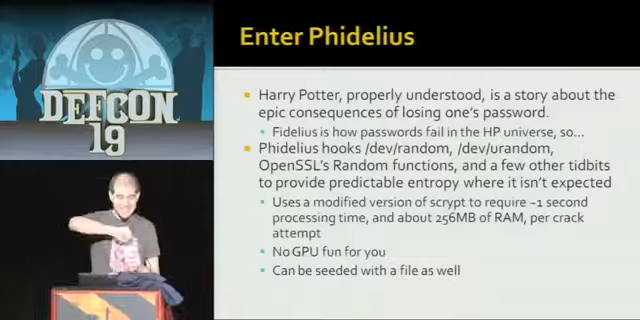 DEFCON
19
Enter Phidelius
Harry Potter, properly understood, is a story about the
epic consequences of losing one's password.
Fidelius is how passwords fail in the HP universe, so...
Phidelius hooks /dev/random, /dev/urandom,
OpenSSL's Random functions, and a few other tidbits
to provide predictable entropy where it isn't expected
Uses a modified version of scrypt to require ~1 second
processing time, and about 256MB of RAM, per crack
attempt
No GPU fun for you
Can be seeded with a file as well